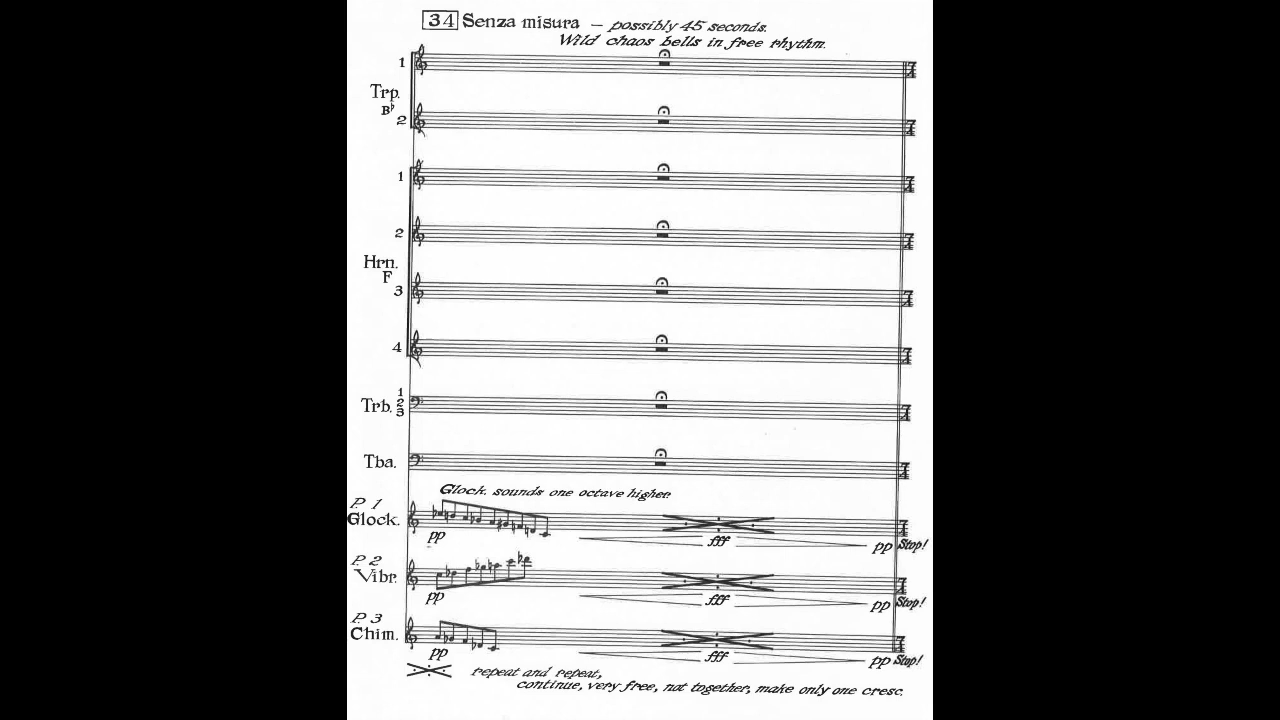 34 Senza misura — possibly 45 seconds.
Wild chaos bells in free rhythm.
1
Trp.
B♭
2
7/4
1
2
Hrn.
F
3
4
1
Trb. 2
3
Tba.
Glock. sounds one octave higher.
P. 1
Glock.
pp fff pp Stop!
P. 2
Vibr.
pp fff pp Stop!
P. 3
Chim.
pp fff pp Stop!
repeat and repeat,
continue, very free, not together, make only one cresc.